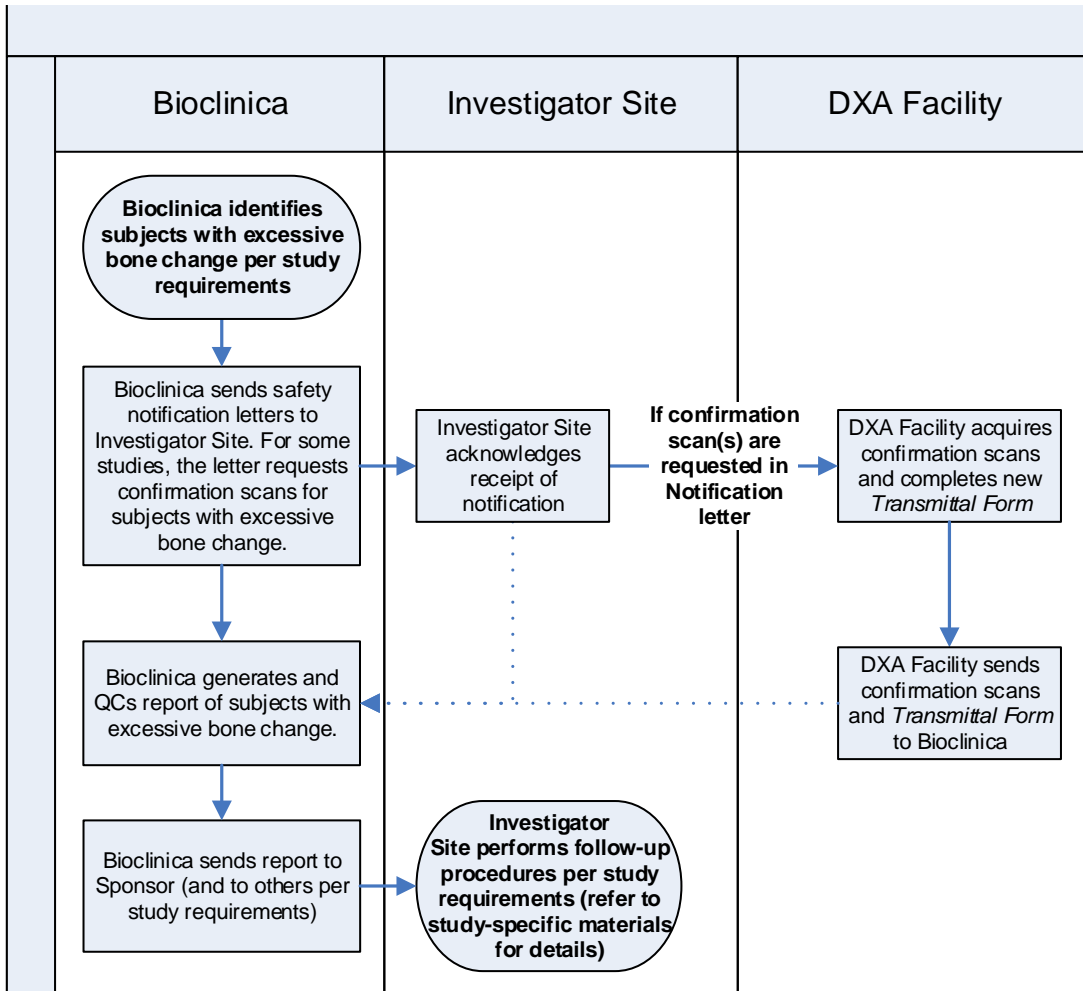 Bioclinica
Investigator Site
DXA Facility
Bioclinica identifies
subjects with excessive
bone change per study
requirements
Bioclinica sends safety
notification letters to
Investigator Site. For some
studies, the letter requests
confirmation scans for
subjects with excessive
bone change.
Investigator Site
acknowledges
receipt of
notification
If confirmation
scan(s) are
requested in
Notification
letter
DXA Facility acquires
confirmation scans
and completes new
Transmittal Form
Bioclinica generates and
QCs report of subjects with
excessive bone change.
DXA Facility sends
confirmation scans
and Transmittal Form
to Bioclinica
Bioclinica sends report to
Sponsor (and to others per
study requirements)
Investigator
Site performs follow-up
procedures per study
requirements (refer to
study-specific materials
for details)